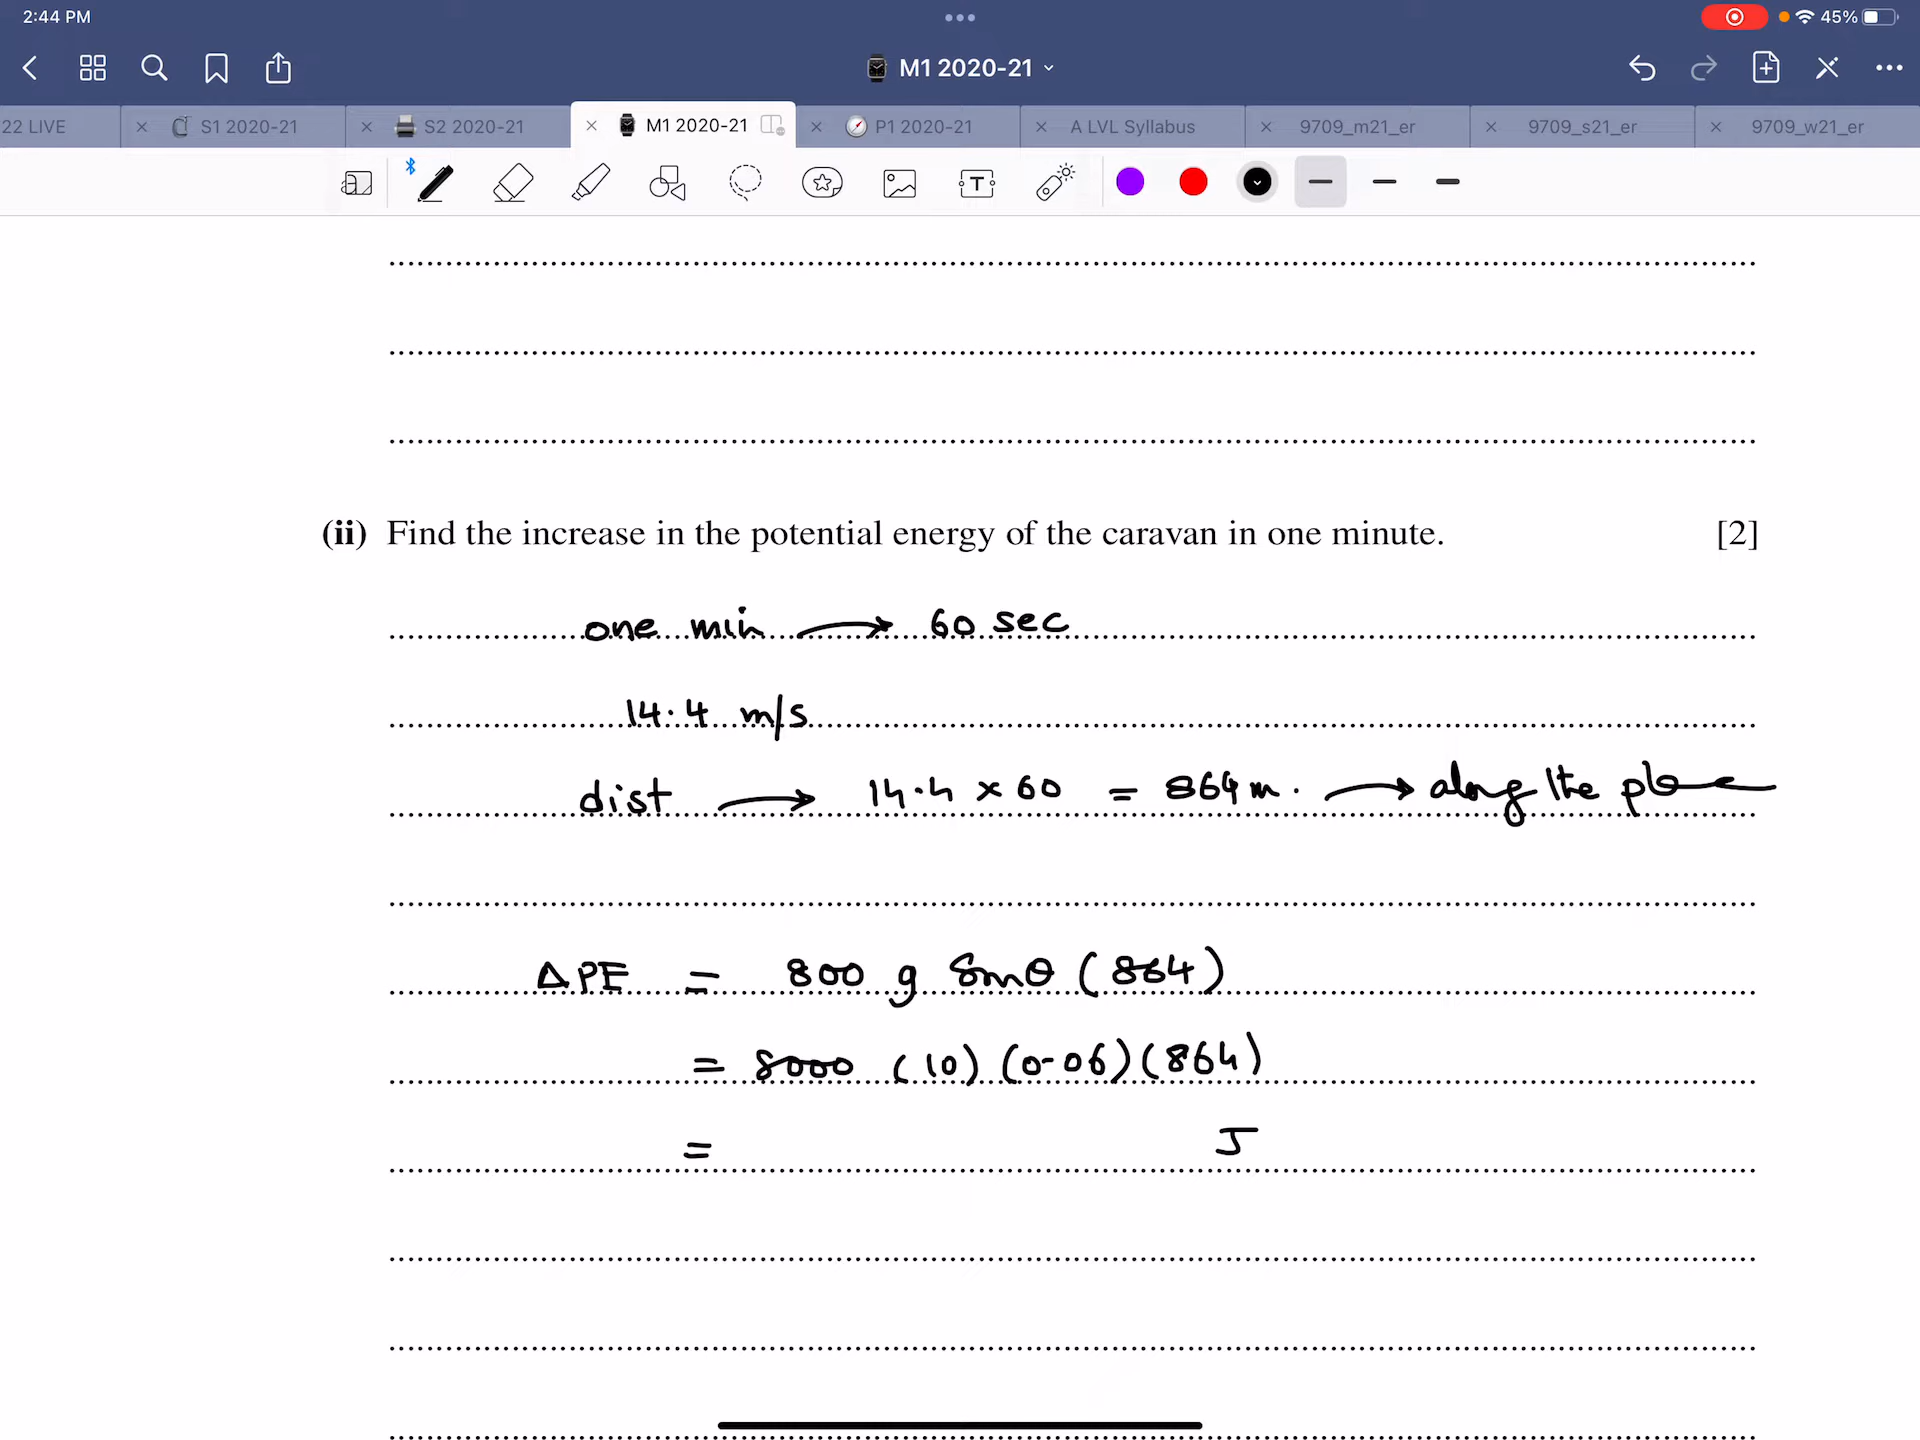 2:44 PM
45%
M1 2020-21
22 LIVE
S1 2020-21
S2 2020-21
M1 2020-21
P1 2020-21
A LVL Syllabus
9709_m21_er
9709_s21_er
9709_w21_er
(ii) Find the increase in the potential energy of the caravan in one minute. [2]
one min → 60 sec
14.4 m/s
dist → 14.4 × 60 = 864 m. → along the plane
ΔPE = 800 g Sinθ (864)
= 8000 (10) (0.06) (864)
= J